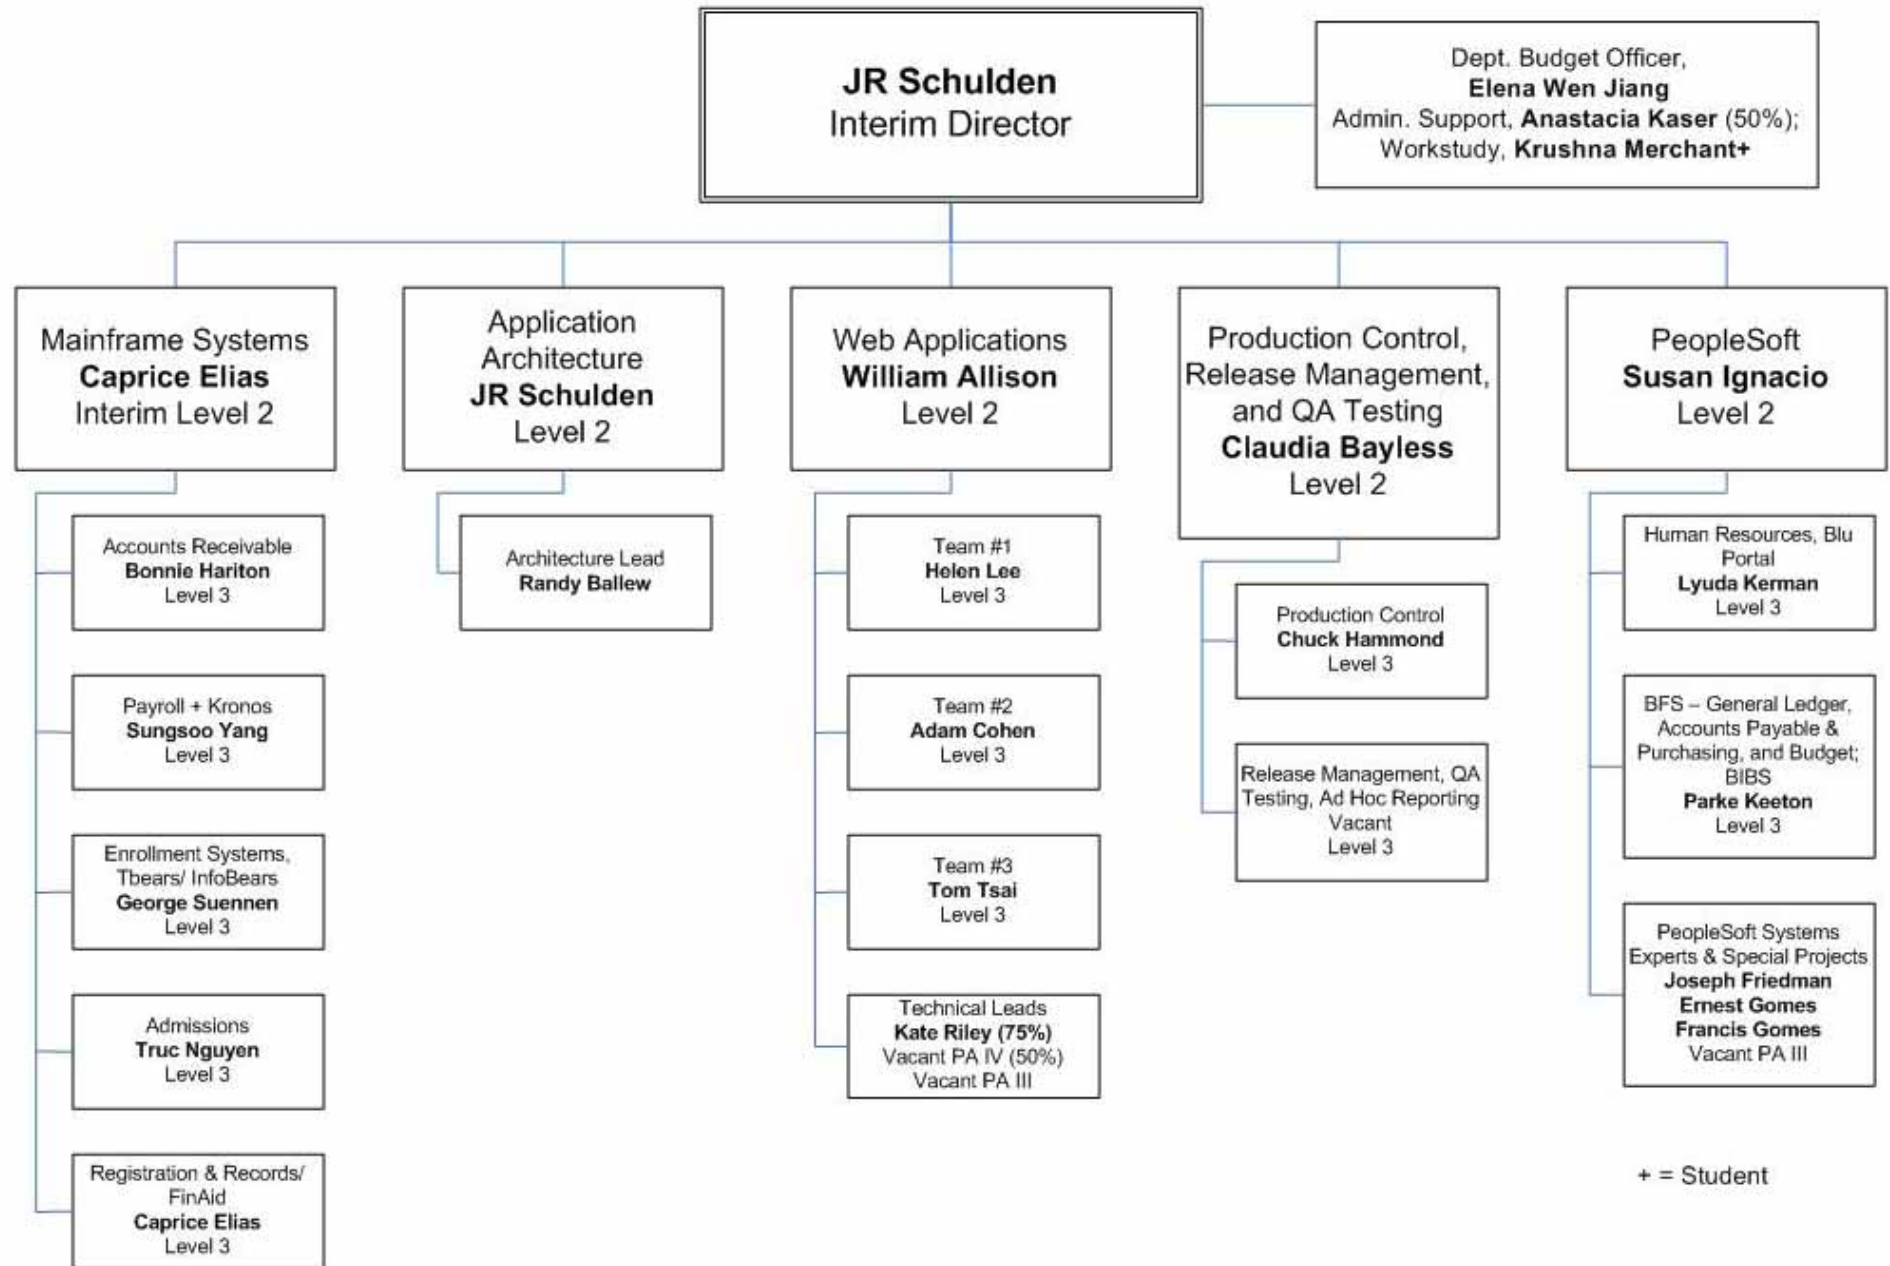 JR Schulden
Interim Director
Dept. Budget Officer,
Elena Wen Jiang
Admin. Support, Anastacia Kaser (50%);
Workstudy, Krushna Merchant+
Mainframe Systems
Caprice Elias
Interim Level 2
Accounts Receivable
Bonnie Hariton
Level 3
Payroll + Kronos
Sungsoo Yang
Level 3
Enrollment Systems,
Tbears/ InfoBears
George Suennen
Level 3
Admissions
Truc Nguyen
Level 3
Registration & Records/
FinAid
Caprice Elias
Level 3
Application
Architecture
JR Schulden
Level 2
Architecture Lead
Randy Ballew
Web Applications
William Allison
Level 2
Team #1
Helen Lee
Level 3
Team #2
Adam Cohen
Level 3
Team #3
Tom Tsai
Level 3
Technical Leads
Kate Riley (75%)
Vacant PA IV (50%)
Vacant PA III
Production Control,
Release Management,
and QA Testing
Claudia Bayless
Level 2
Production Control
Chuck Hammond
Level 3
Release Management, QA
Testing, Ad Hoc Reporting
Vacant
Level 3
PeopleSoft
Susan Ignacio
Level 2
Human Resources, Blu
Portal
Lyuda Kerman
Level 3
BFS – General Ledger,
Accounts Payable &
Purchasing, and Budget;
BIBS
Parke Keeton
Level 3
PeopleSoft Systems
Experts & Special Projects
Joseph Friedman
Ernest Gomes
Francis Gomes
Vacant PA III
+ = Student